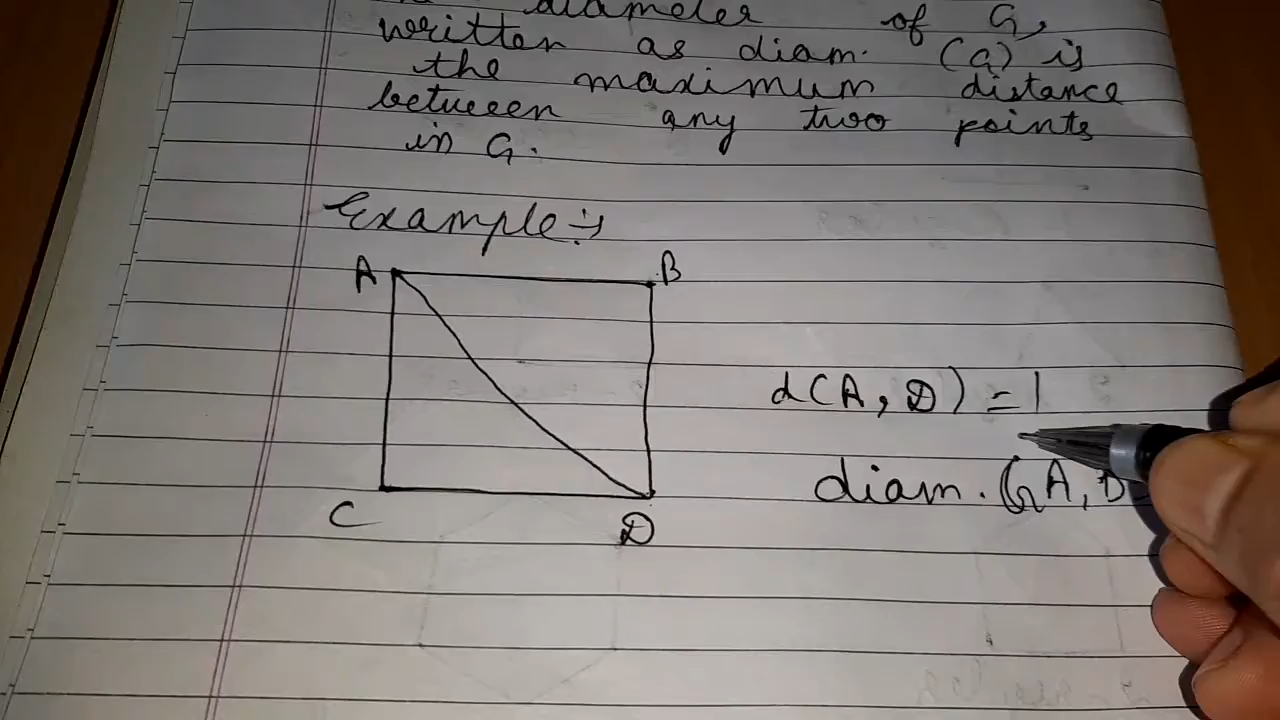 diameter of G,
written as diam. (G) is
the maximum distance
between any two points
in G.
Example :-
A B
d(A, D) = 1
diam. (G A, D
C D